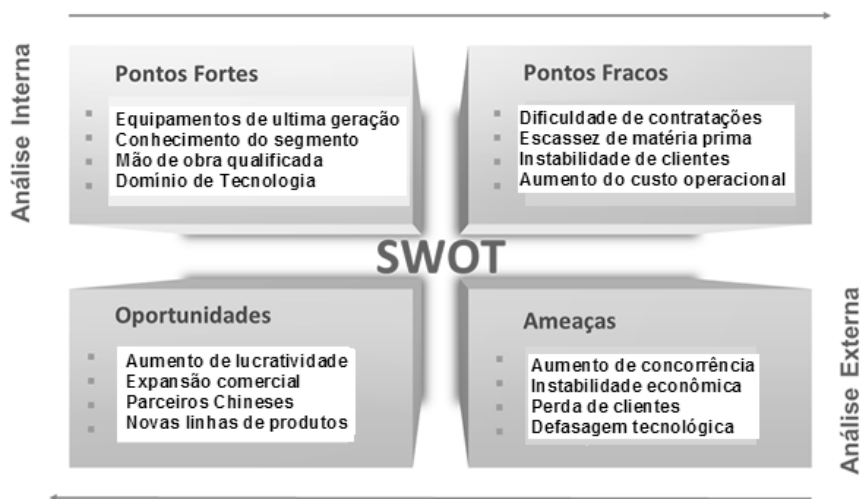 Análise Interna
Pontos Fortes
Equipamentos de ultima geração
Conhecimento do segmento
Mão de obra qualificada
Domínio de Tecnologia
Pontos Fracos
Dificuldade de contratações
Escassez de matéria prima
Instabilidade de clientes
Aumento do custo operacional
SWOT
Oportunidades
Aumento de lucratividade
Expansão comercial
Parceiros Chineses
Novas linhas de produtos
Ameaças
Aumento de concorrência
Instabilidade econômica
Perda de clientes
Defasagem tecnológica
Análise Externa